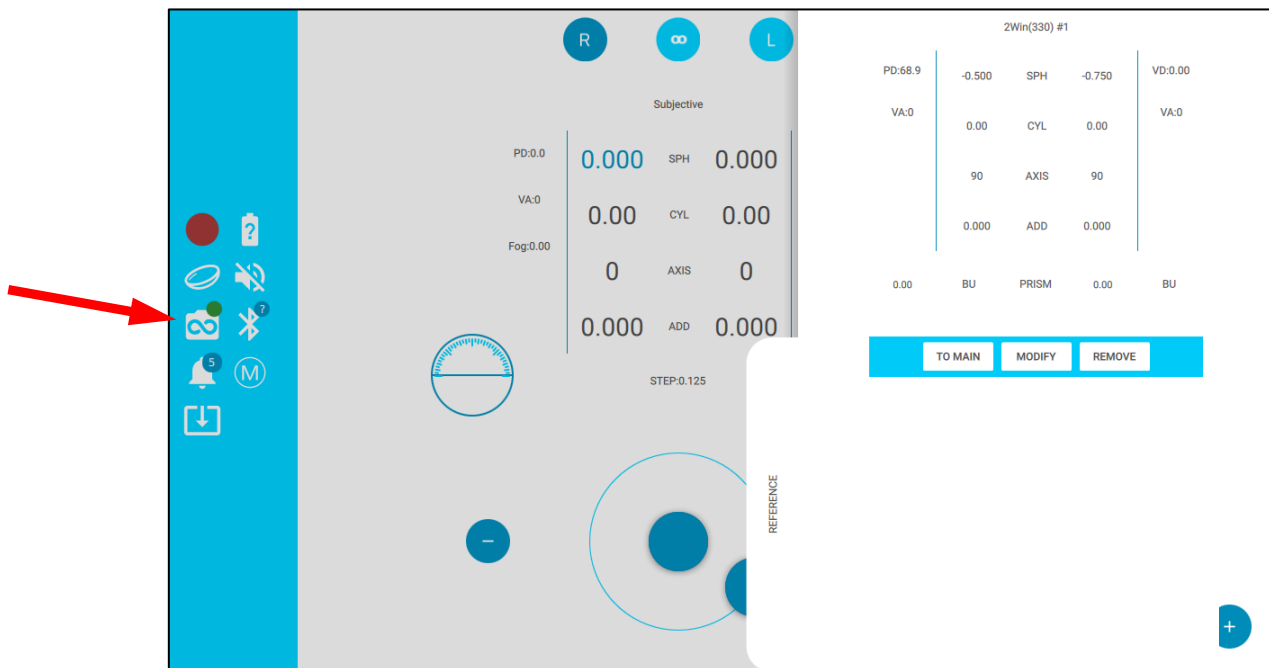 R
∞
L
Subjective
PD:0.0 0.000 SPH 0.000
VA:0 0.00 CYL 0.00
Fog:0.00
0 AXIS 0
0.000 ADD 0.000
STEP:0.125
−
?
?
5
M
REFERENCE
2Win(330) #1
PD:68.9 -0.500 SPH -0.750 VD:0.00
VA:0 VA:0
0.00 CYL 0.00
90 AXIS 90
0.000 ADD 0.000
0.00 BU PRISM 0.00 BU
TO MAIN MODIFY REMOVE
+